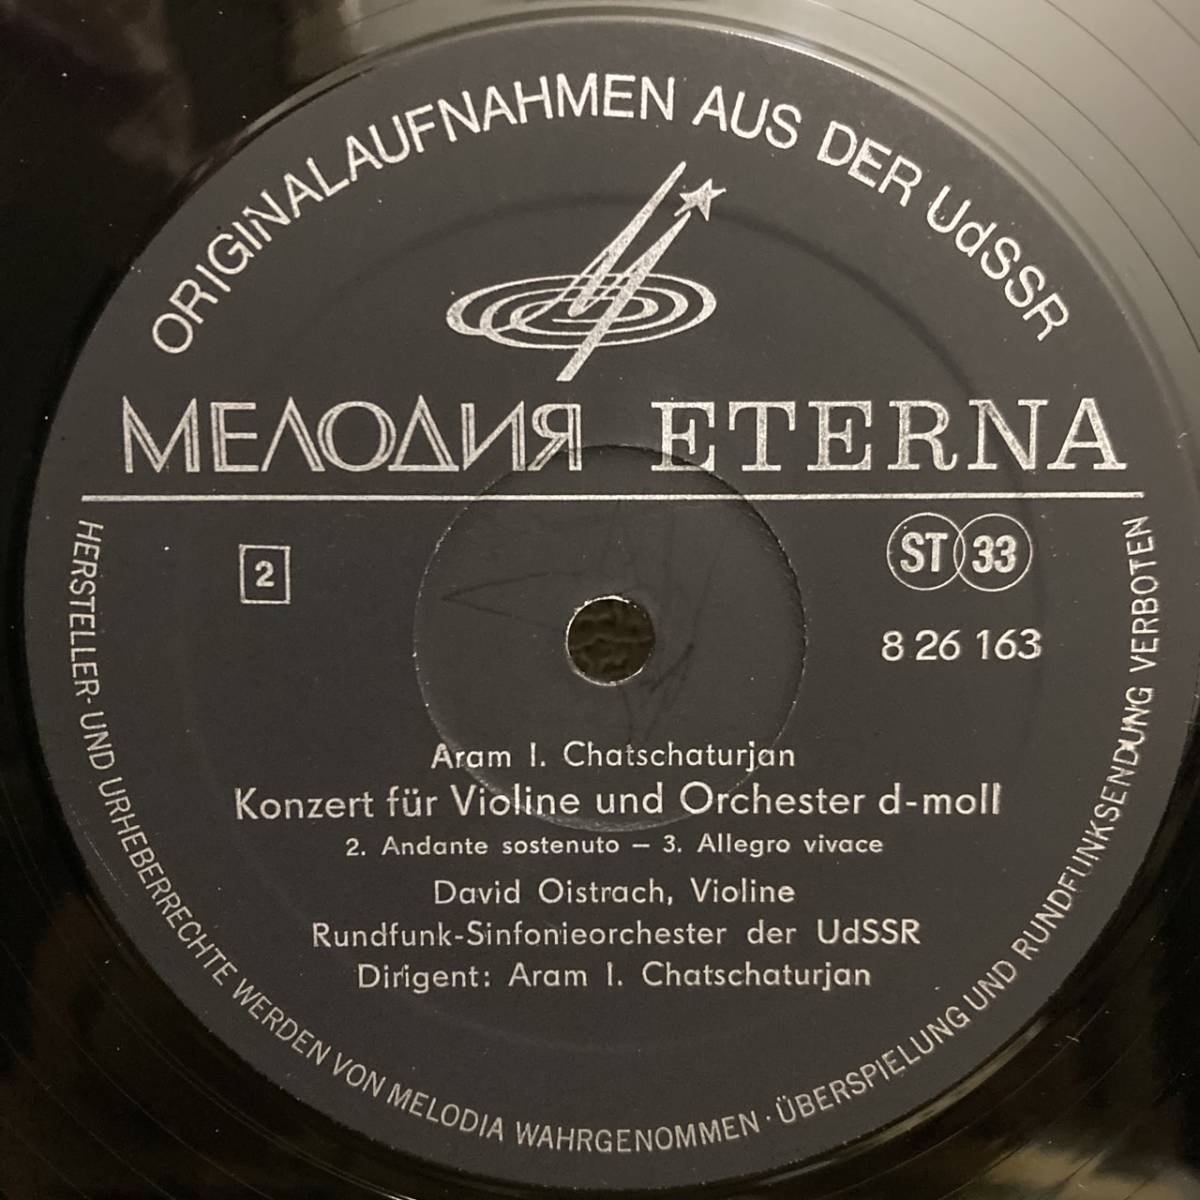 ORIGINALAUFNAHMEN AUS DER UdSSR
МЕЛОДИЯ ETERNA
2
ST 33
8 26 163
Aram I. Chatschaturjan
Konzert für Violine und Orchester d-moll
2. Andante sostenuto – 3. Allegro vivace
David Oistrach, Violine
Rundfunk-Sinfonieorchester der UdSSR
Dirigent: Aram I. Chatschaturjan
HERSTELLER- UND URHEBERRECHTE WERDEN VON MELODIA WAHRGENOMMEN · ÜBERSPIELUNG UND RUNDFUNKSENDUNG VERBOTEN